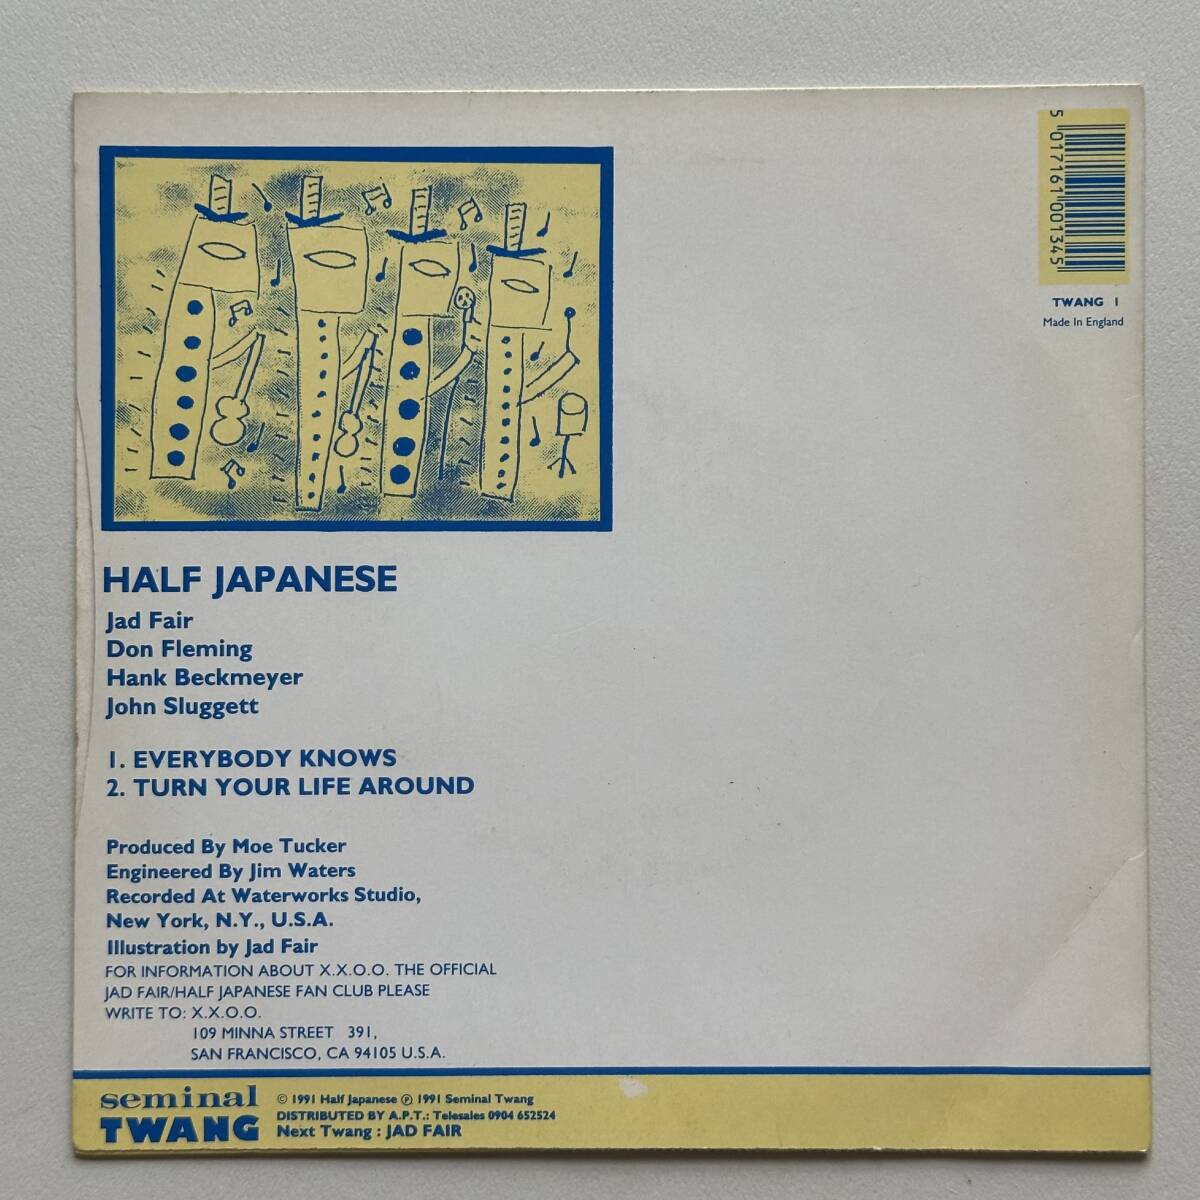 5 017161 001345
TWANG 1
Made In England
HALF JAPANESE
Jad Fair
Don Fleming
Hank Beckmeyer
John Sluggett
1. EVERYBODY KNOWS
2. TURN YOUR LIFE AROUND
Produced By Moe Tucker
Engineered By Jim Waters
Recorded At Waterworks Studio,
New York, N.Y., U.S.A.
Illustration by Jad Fair
FOR INFORMATION ABOUT X.X.O.O. THE OFFICIAL
JAD FAIR/HALF JAPANESE FAN CLUB PLEASE
WRITE TO: X.X.O.O.
109 MINNA STREET 391,
SAN FRANCISCO, CA 94105 U.S.A.
seminal
TWANG
© 1991 Half Japanese ℗ 1991 Seminal Twang
DISTRIBUTED BY A.P.T.: Telesales 0904 652524
Next Twang : JAD FAIR